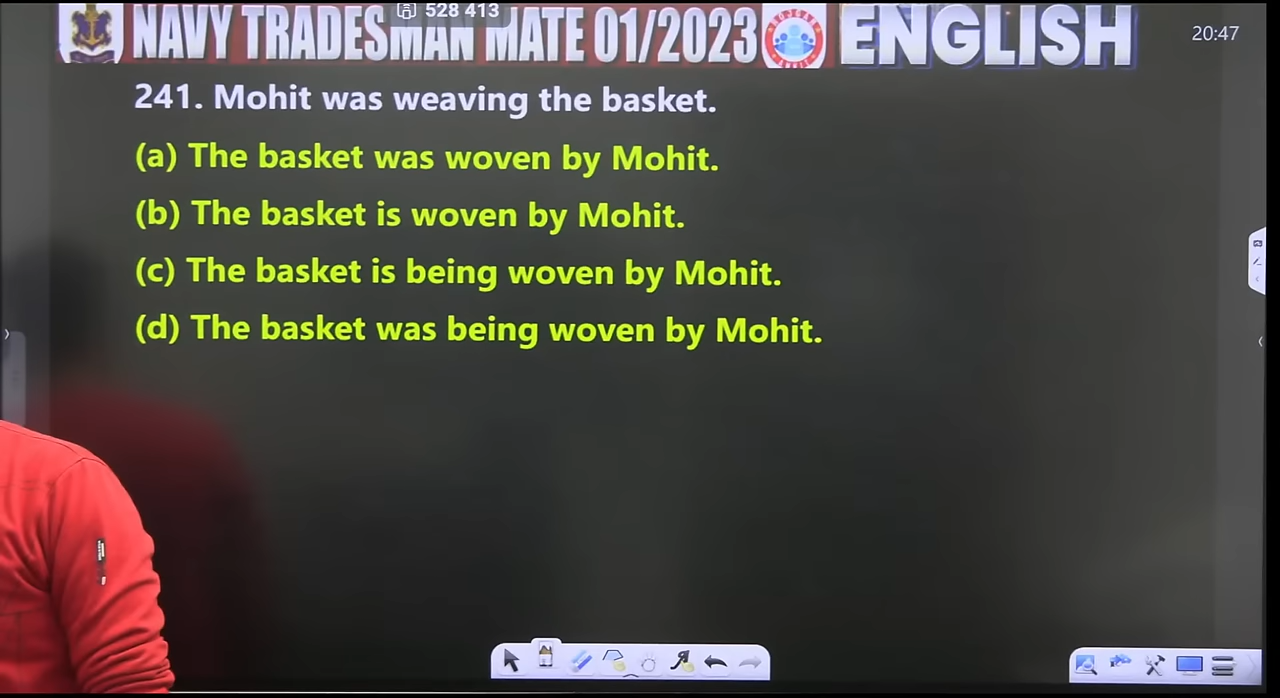 528 413
NAVY TRADESMAN MATE 01/2023 ENGLISH
20:47
241. Mohit was weaving the basket.
(a) The basket was woven by Mohit.
(b) The basket is woven by Mohit.
(c) The basket is being woven by Mohit.
(d) The basket was being woven by Mohit.